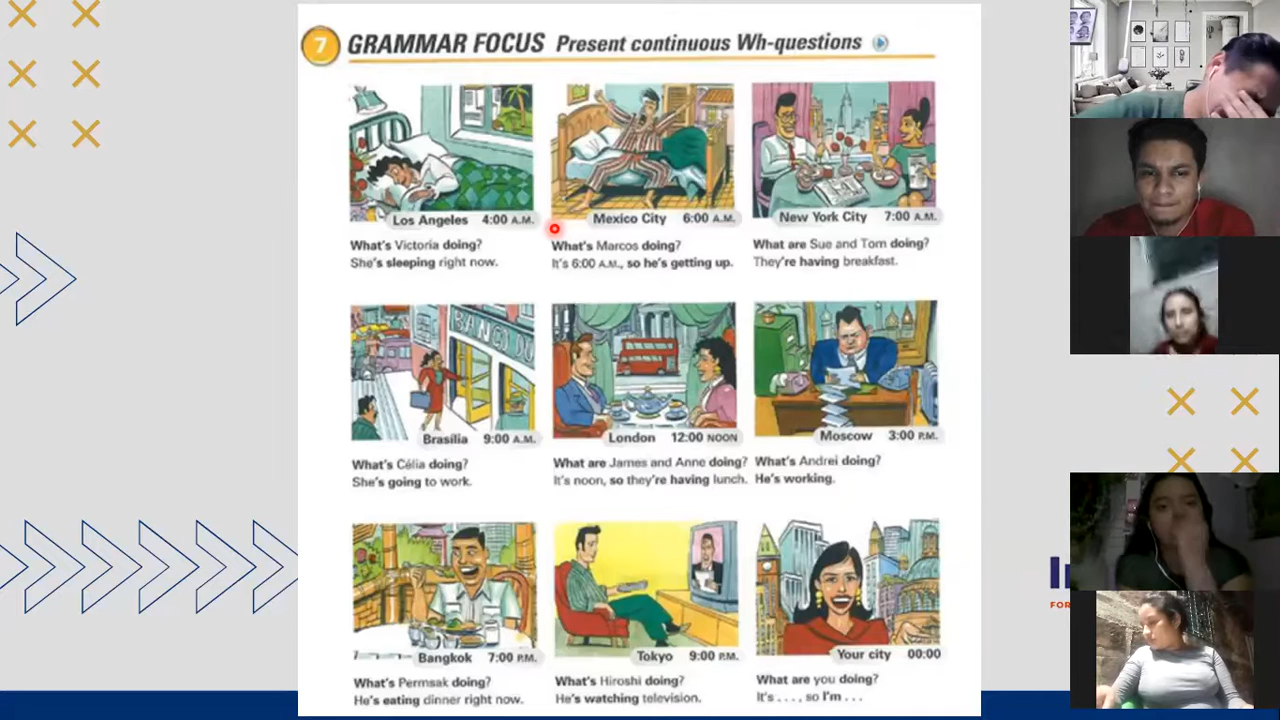 7 GRAMMAR FOCUS Present continuous Wh-questions
Los Angeles 4:00 A.M.
What's Victoria doing?
She's sleeping right now.
Mexico City 6:00 A.M.
What's Marcos doing?
It's 6:00 A.M., so he's getting up.
New York City 7:00 A.M.
What are Sue and Tom doing?
They're having breakfast.
BANCO DU
Brasília 9:00 A.M.
What's Célia doing?
She's going to work.
London 12:00 NOON
What are James and Anne doing?
It's noon, so they're having lunch.
Moscow 3:00 P.M.
What's Andrei doing?
He's working.
Bangkok 7:00 P.M.
What's Permsak doing?
He's eating dinner right now.
Tokyo 9:00 P.M.
What's Hiroshi doing?
He's watching television.
Your city 00:00
What are you doing?
It's . . . , so I'm . . .